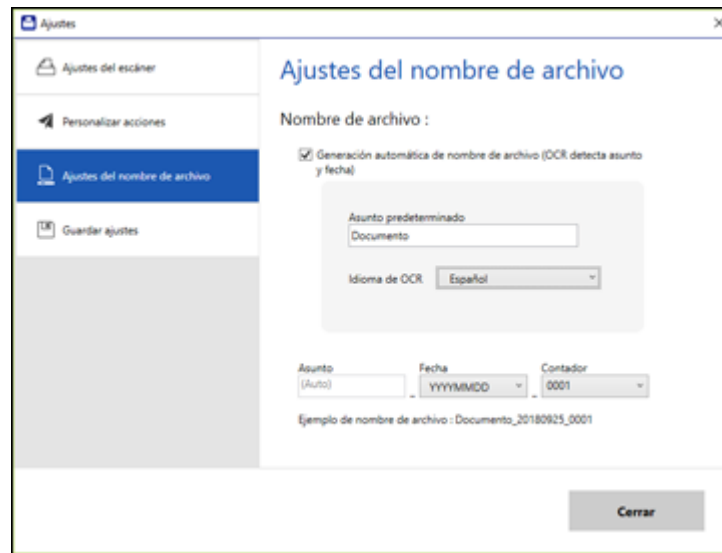 Ajustes
Ajustes del escáner
Personalizar acciones
Ajustes del nombre de archivo
Guardar ajustes
Ajustes del nombre de archivo
Nombre de archivo :
Generación automática de nombre de archivo (OCR detecta asunto
y fecha)
Asunto predeterminado
Documento
Idioma de OCR Español
Asunto Fecha Contador
(Auto) _ YYYYMMDD _ 0001
Ejemplo de nombre de archivo : Documento_20180925_0001
Cerrar